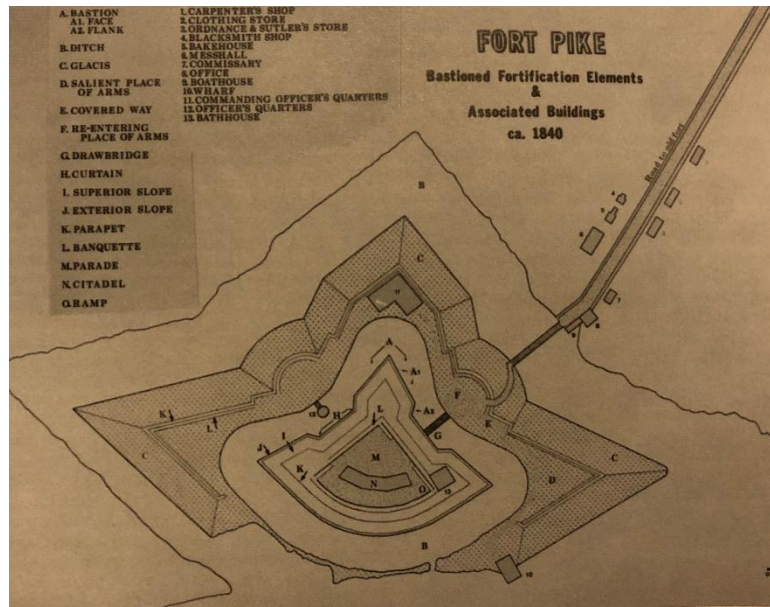 A. BASTION
A1. FACE
A2. FLANK
B. DITCH
C. GLACIS
D. SALIENT PLACE
OF ARMS
E. COVERED WAY
F. RE-ENTERING
PLACE OF ARMS
G. DRAWBRIDGE
H. CURTAIN
I. SUPERIOR SLOPE
J. EXTERIOR SLOPE
K. PARAPET
L. BANQUETTE
M. PARADE
N. CITADEL
O. RAMP
1. CARPENTER'S SHOP
2. CLOTHING STORE
3. ORDNANCE & SUTLER'S STORE
4. BLACKSMITH SHOP
5. BAKEHOUSE
6. MESSHALL
7. COMMISSARY
8. OFFICE
9. BOATHOUSE
10. WHARF
11. COMMANDING OFFICER'S QUARTERS
12. OFFICER'S QUARTERS
13. BATHHOUSE
FORT PIKE
Bastioned Fortification Elements
&
Associated Buildings
ca. 1840
Road to old fort
B
C
11
7
8
A
A1
F
K
L
13
H
L
A2
E
G
I
J
C
M
C
K
N
D
O
12
B
10